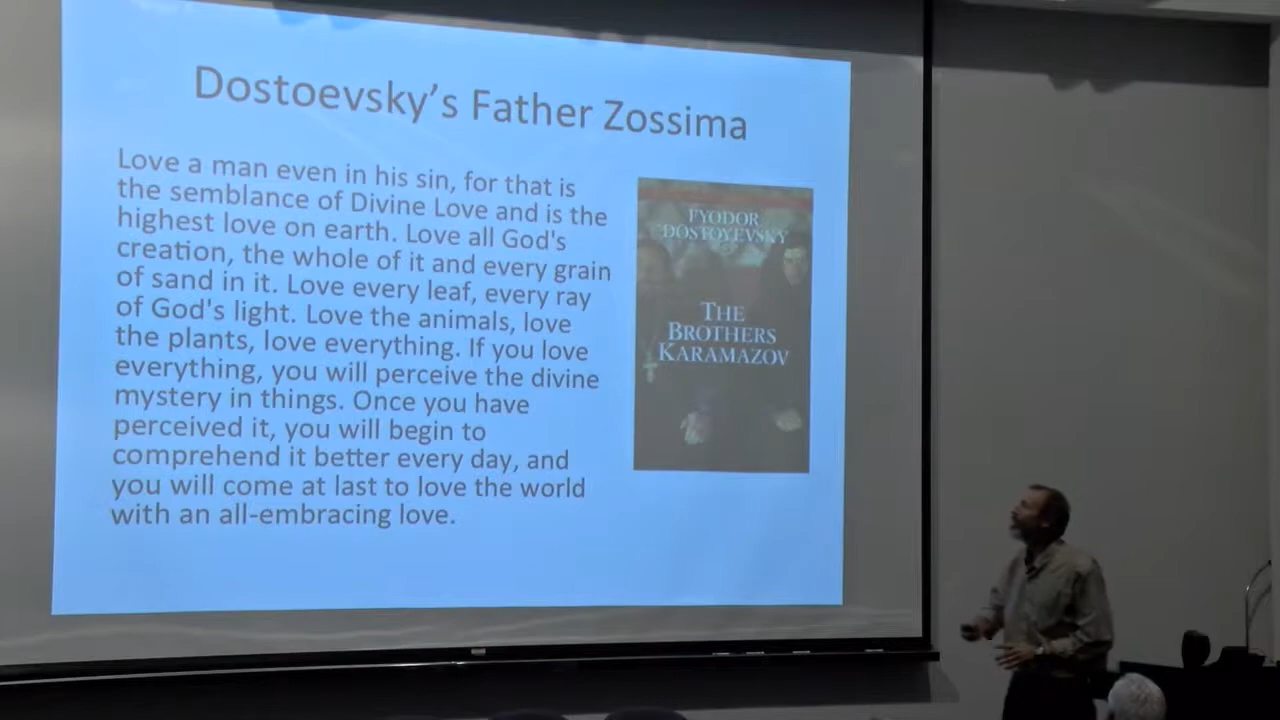 Dostoevsky's Father Zossima
Love a man even in his sin, for that is
the semblance of Divine Love and is the
highest love on earth. Love all God's
creation, the whole of it and every grain
of sand in it. Love every leaf, every ray
of God's light. Love the animals, love
the plants, love everything. If you love
everything, you will perceive the divine
mystery in things. Once you have
perceived it, you will begin to
comprehend it better every day, and
you will come at last to love the world
with an all-embracing love.
FYODOR
DOSTOYEVSKY
THE
BROTHERS
KARAMAZOV